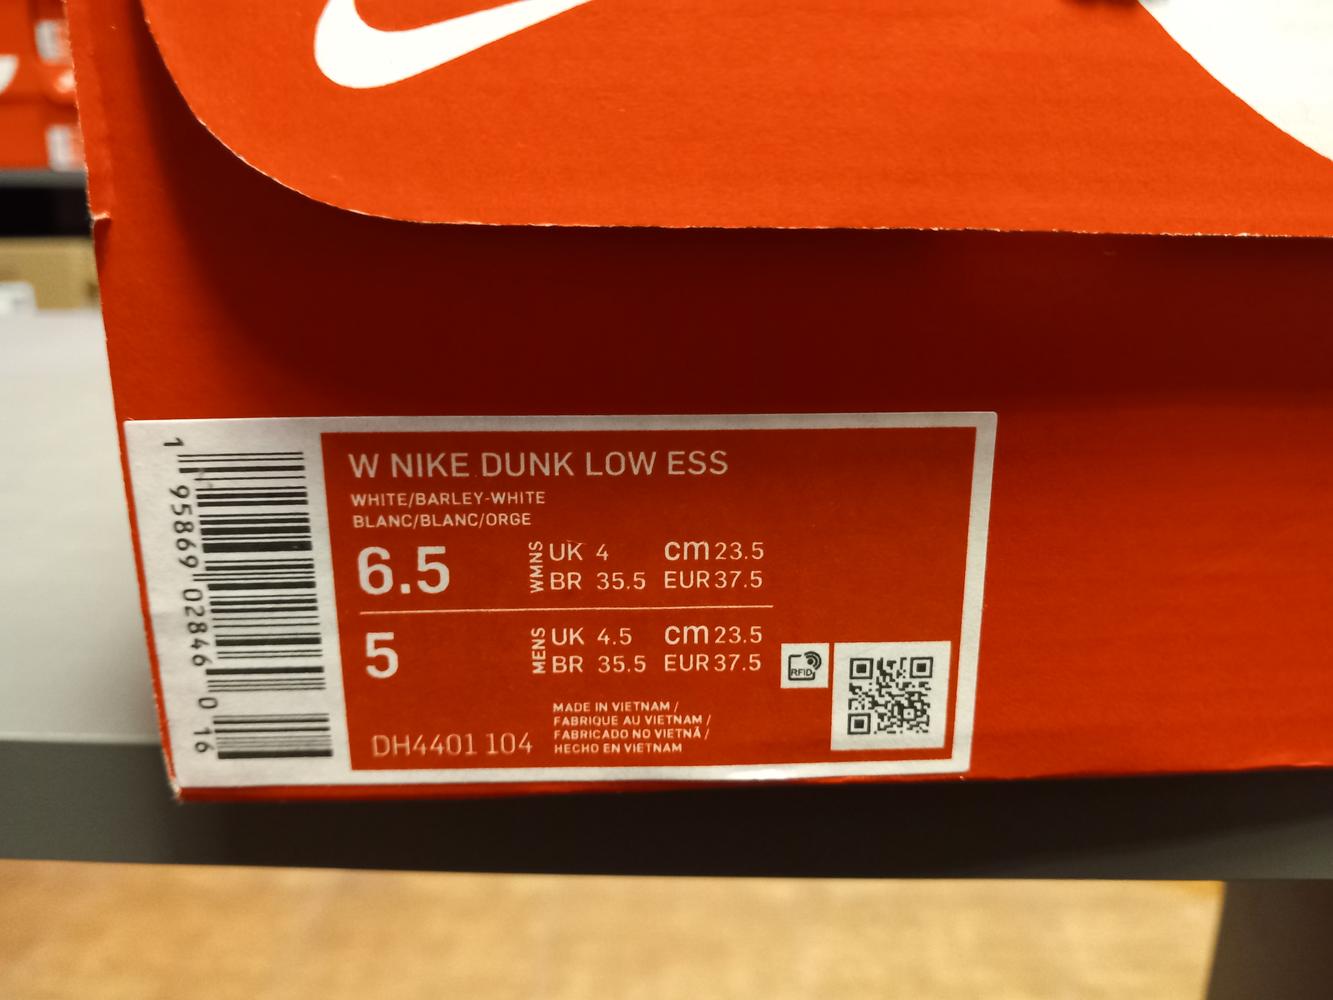 W NIKE DUNK LOW ESS
WHITE/BARLEY-WHITE
BLANC/BLANC/ORGE
6.5 WMNS UK 4 cm 23.5
BR 35.5 EUR 37.5
5 MENS UK 4.5 cm 23.5
BR 35.5 EUR 37.5
RFID
MADE IN VIETNAM /
FABRIQUE AU VIETNAM /
FABRICADO NO VIETNÃ /
HECHO EN VIETNAM
DH4401 104
1 95869 02846 0 16